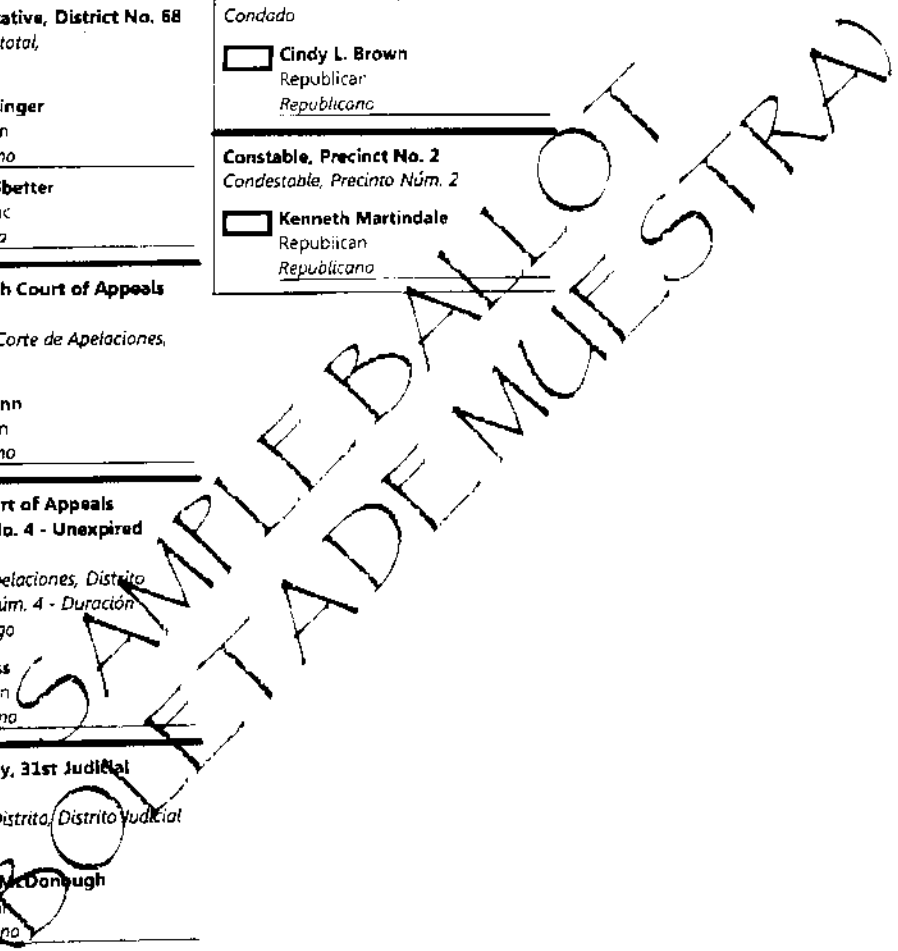 ative, District No. 68
total,
inger
n
no
better
ic
a
h Court of Appeals
Corte de Apelaciones,
nn
n
no
rt of Appeals
lo. 4 - Unexpired
elaciones, Distrito
úm. 4 - Duración
go
ss
n
no
y, 31st Judicial
Distrito, Distrito Judicial
McDonough
no
Condado
Cindy L. Brown
Republican
Republicano
Constable, Precinct No. 2
Condestable, Precinto Núm. 2
Kenneth Martindale
Republican
Republicano
SAMPLE BALLOT
BOLETA DE MUESTRA)